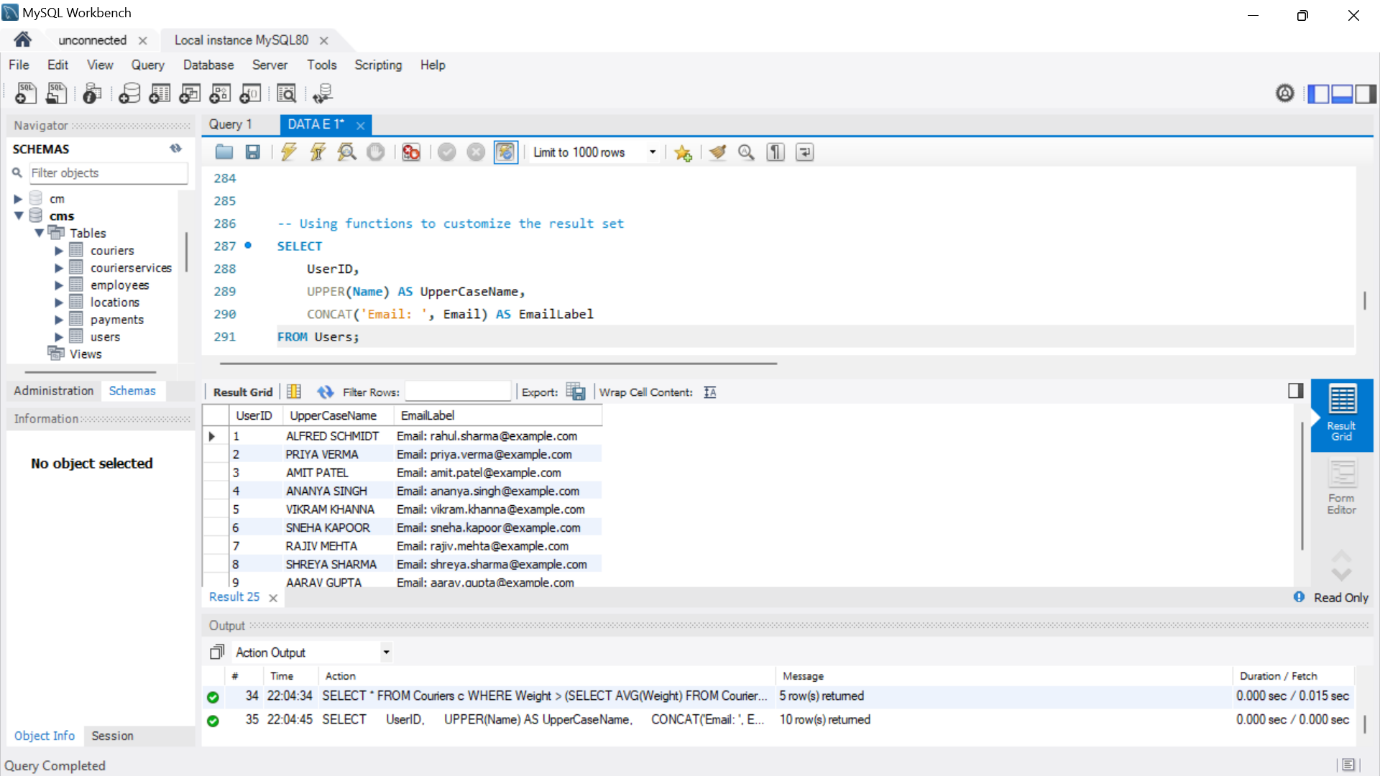 MySQL Workbench
unconnected
Local instance MySQL80
File Edit View Query Database Server Tools Scripting Help
Navigator
SCHEMAS
Filter objects
cm
cms
Tables
couriers
courierservices
employees
locations
payments
users
Views
Administration Schemas
Information
No object selected
Object Info Session
Query 1 DATA E 1*
Limit to 1000 rows
284
285
286 -- Using functions to customize the result set
287 SELECT
288 UserID,
289 UPPER(Name) AS UpperCaseName,
290 CONCAT('Email: ', Email) AS EmailLabel
291 FROM Users;
Result Grid Filter Rows: Export: Wrap Cell Content:
UserID UpperCaseName EmailLabel
1 ALFRED SCHMIDT Email: rahul.sharma@example.com
2 PRIYA VERMA Email: priya.verma@example.com
3 AMIT PATEL Email: amit.patel@example.com
4 ANANYA SINGH Email: ananya.singh@example.com
5 VIKRAM KHANNA Email: vikram.khanna@example.com
6 SNEHA KAPOOR Email: sneha.kapoor@example.com
7 RAJIV MEHTA Email: rajiv.mehta@example.com
8 SHREYA SHARMA Email: shreya.sharma@example.com
9 AARAV GUPTA Email: aarav.gupta@example.com
Result Grid
Form Editor
Result 25
Read Only
Output
Action Output
# Time Action Message Duration / Fetch
34 22:04:34 SELECT * FROM Couriers c WHERE Weight > (SELECT AVG(Weight) FROM Courier... 5 row(s) returned 0.000 sec / 0.015 sec
35 22:04:45 SELECT UserID, UPPER(Name) AS UpperCaseName, CONCAT('Email: ', E... 10 row(s) returned 0.000 sec / 0.000 sec
Query Completed